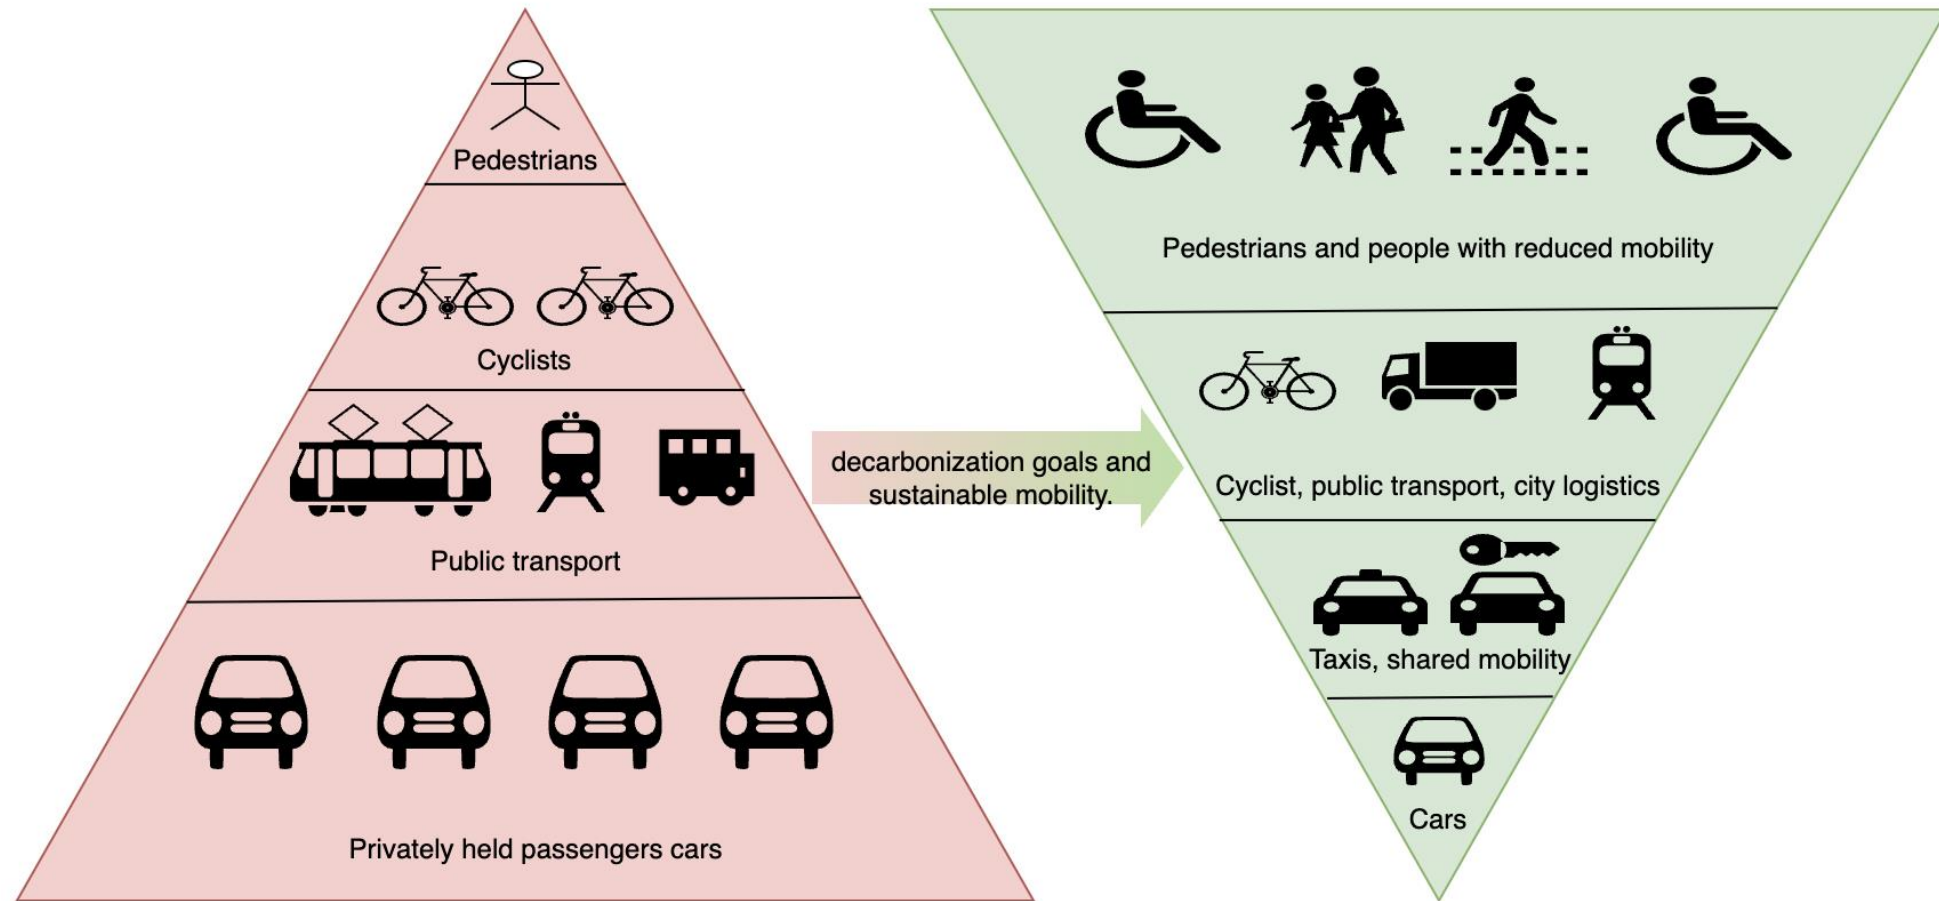 Pedestrians
Cyclists
Public transport
Privately held passengers cars
decarbonization goals and
sustainable mobility.
Pedestrians and people with reduced mobility
Cyclist, public transport, city logistics
Taxis, shared mobility
Cars